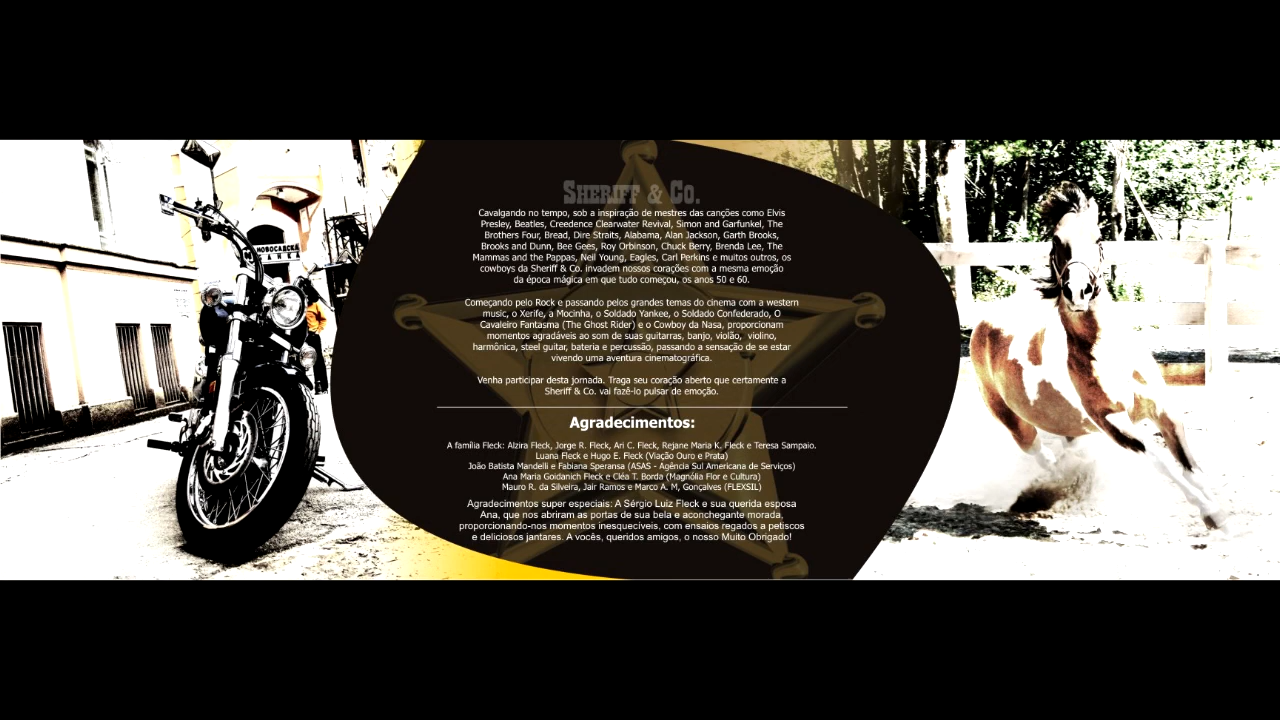 SHERIFF & CO.
Cavalgando no tempo, sob a inspiração de mestres das canções como Elvis
Presley, Beatles, Creedence Clearwater Revival, Simon and Garfunkel, The
Brothers Four, Bread, Dire Straits, Alabama, Alan Jackson, Garth Brooks,
Brooks and Dunn, Bee Gees, Roy Orbinson, Chuck Berry, Brenda Lee, The
Mammas and the Pappas, Neil Young, Eagles, Carl Perkins e muitos outros, os
cowboys da Sheriff & Co. invadem nossos corações com a mesma emoção
da época mágica em que tudo começou, os anos 50 e 60.
Começando pelo Rock e passando pelos grandes temas do cinema com a western
music, o Xerife, a Mocinha, o Soldado Yankee, o Soldado Confederado, O
Cavaleiro Fantasma (The Ghost Rider) e o Cowboy da Nasa, proporcionam
momentos agradáveis ao som de suas guitarras, banjo, violão, violino,
harmônica, steel guitar, bateria e percussão, passando a sensação de se estar
vivendo uma aventura cinematográfica.
Venha participar desta jornada. Traga seu coração aberto que certamente a
Sheriff & Co. vai fazê-lo pulsar de emoção.
Agradecimentos:
A família Fleck: Alzira Fleck, Jorge R. Fleck, Ari C. Fleck, Rejane Maria K. Fleck e Teresa Sampaio.
Luana Fleck e Hugo E. Fleck (Viação Ouro e Prata)
João Batista Mandelli e Fabiana Speransa (ASAS - Agência Sul Americana de Serviços)
Ana Maria Goidanich Fleck e Cléa T. Borda (Magnólia Flor e Cultura)
Mauro R. da Silveira, Jair Ramos e Marco A. M, Gonçalves (FLEXSIL)
Agradecimentos super especiais: A Sérgio Luiz Fleck e sua querida esposa
Ana, que nos abriram as portas de sua bela e aconchegante morada,
proporcionando-nos momentos inesquecíveis, com ensaios regados a petiscos
e deliciosos jantares. A vocês, queridos amigos, o nosso Muito Obrigado!